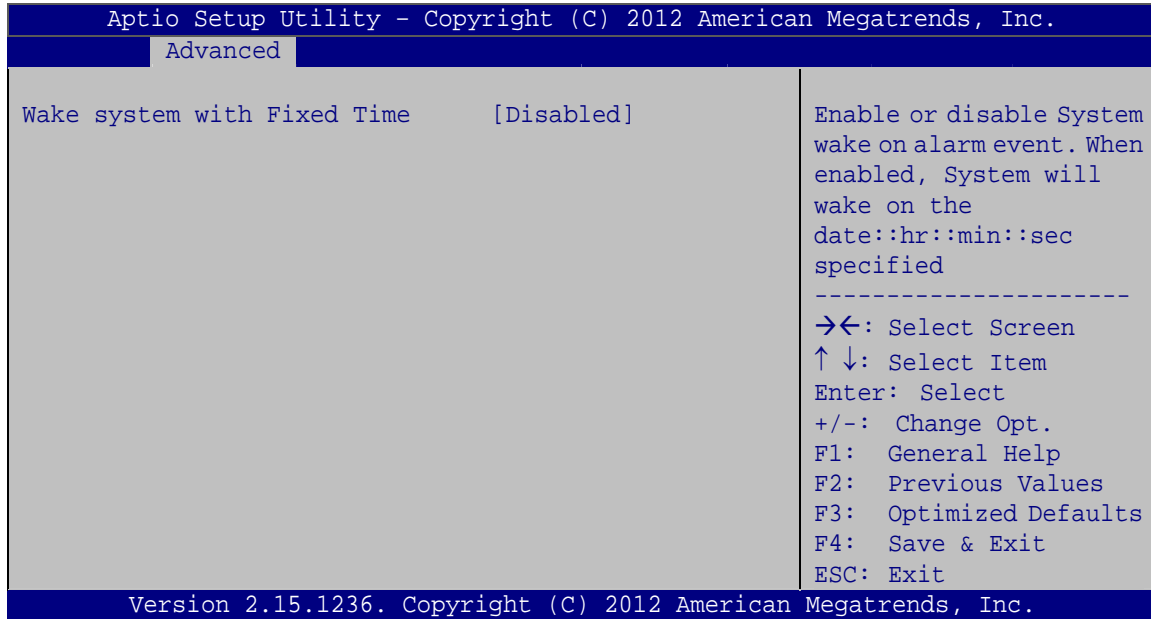 Aptio Setup Utility – Copyright (C) 2012 American Megatrends, Inc.
Advanced
Wake system with Fixed Time [Disabled]
Enable or disable System
wake on alarm event. When
enabled, System will
wake on the
date::hr::min::sec
specified
----------------------
→←: Select Screen
↑ ↓: Select Item
Enter: Select
+/-: Change Opt.
F1: General Help
F2: Previous Values
F3: Optimized Defaults
F4: Save & Exit
ESC: Exit
Version 2.15.1236. Copyright (C) 2012 American Megatrends, Inc.